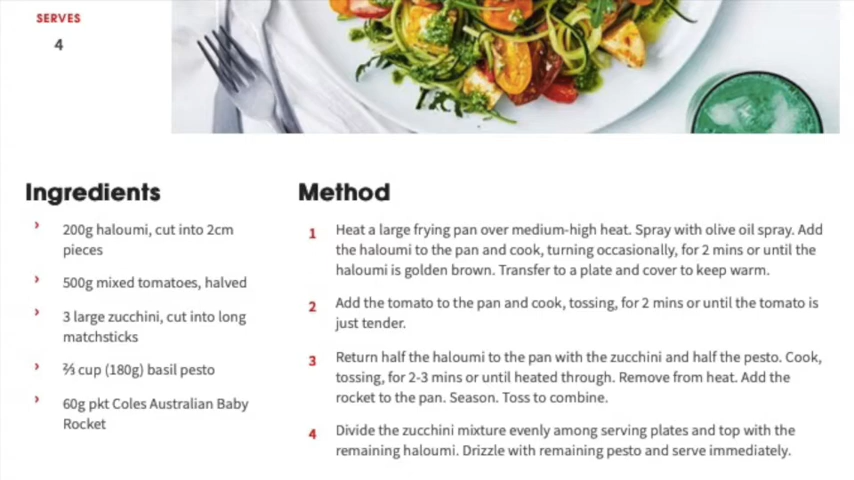 SERVES
4
Ingredients
200g haloumi, cut into 2cm
pieces
500g mixed tomatoes, halved
3 large zucchini, cut into long
matchsticks
⅔ cup (180g) basil pesto
60g pkt Coles Australian Baby
Rocket
Method
1 Heat a large frying pan over medium-high heat. Spray with olive oil spray. Add
the haloumi to the pan and cook, turning occasionally, for 2 mins or until the
haloumi is golden brown. Transfer to a plate and cover to keep warm.
2 Add the tomato to the pan and cook, tossing, for 2 mins or until the tomato is
just tender.
3 Return half the haloumi to the pan with the zucchini and half the pesto. Cook,
tossing, for 2-3 mins or until heated through. Remove from heat. Add the
rocket to the pan. Season. Toss to combine.
4 Divide the zucchini mixture evenly among serving plates and top with the
remaining haloumi. Drizzle with remaining pesto and serve immediately.